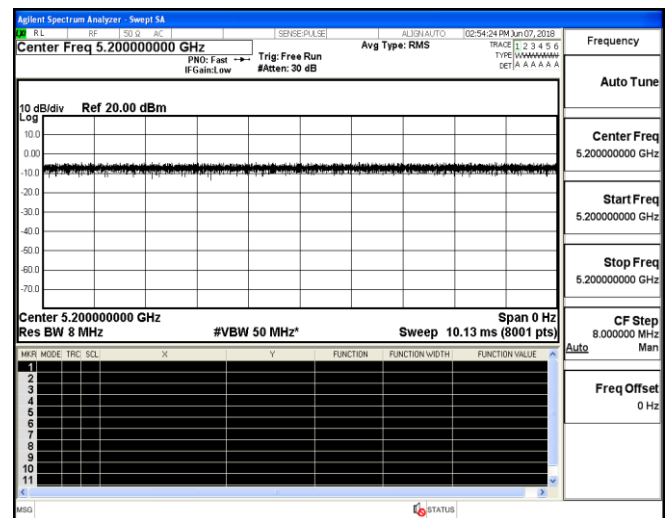 Agilent Spectrum Analyzer - Swept SA
RL RF 50 Ω AC SENSE:PULSE ALIGNAUTO 02:54:24 PM Jun 07, 2018
Center Freq 5.200000000 GHz Avg Type: RMS TRACE 1 2 3 4 5 6
PNO: Fast Trig: Free Run TYPE
IFGain:Low #Atten: 30 dB DET A A A A A A
Frequency
Auto Tune
10 dB/div Ref 20.00 dBm
Log
10.0
0.00
-10.0
-20.0
-30.0
-40.0
-50.0
-60.0
-70.0
Center 5.200000000 GHz Span 0 Hz
Res BW 8 MHz #VBW 50 MHz* Sweep 10.13 ms (8001 pts)
Center Freq
5.200000000 GHz
Start Freq
5.200000000 GHz
Stop Freq
5.200000000 GHz
CF Step
8.000000 MHz
Auto Man
Freq Offset
0 Hz
MKR MODE TRC SCL X Y FUNCTION FUNCTION WIDTH FUNCTION VALUE
1
2
3
4
5
6
7
8
9
10
11
MSG STATUS